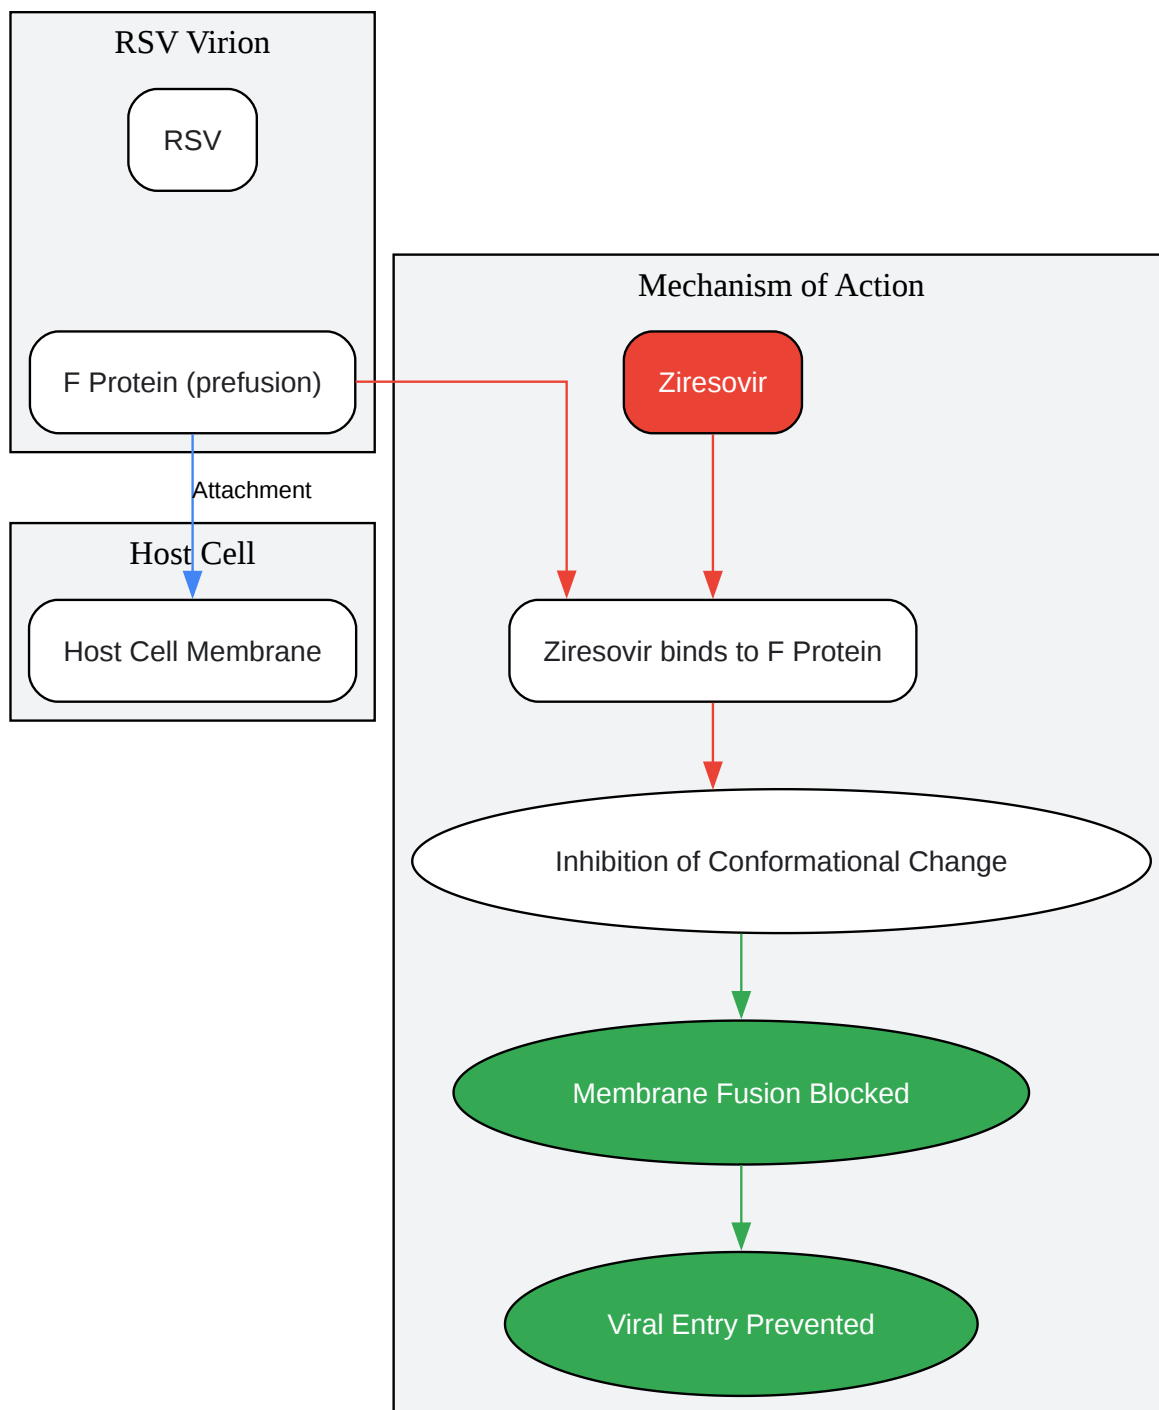 RSV Virion
RSV
F Protein (prefusion)
Attachment
Host Cell
Host Cell Membrane
Mechanism of Action
Ziresovir
Ziresovir binds to F Protein
Inhibition of Conformational Change
Membrane Fusion Blocked
Viral Entry Prevented